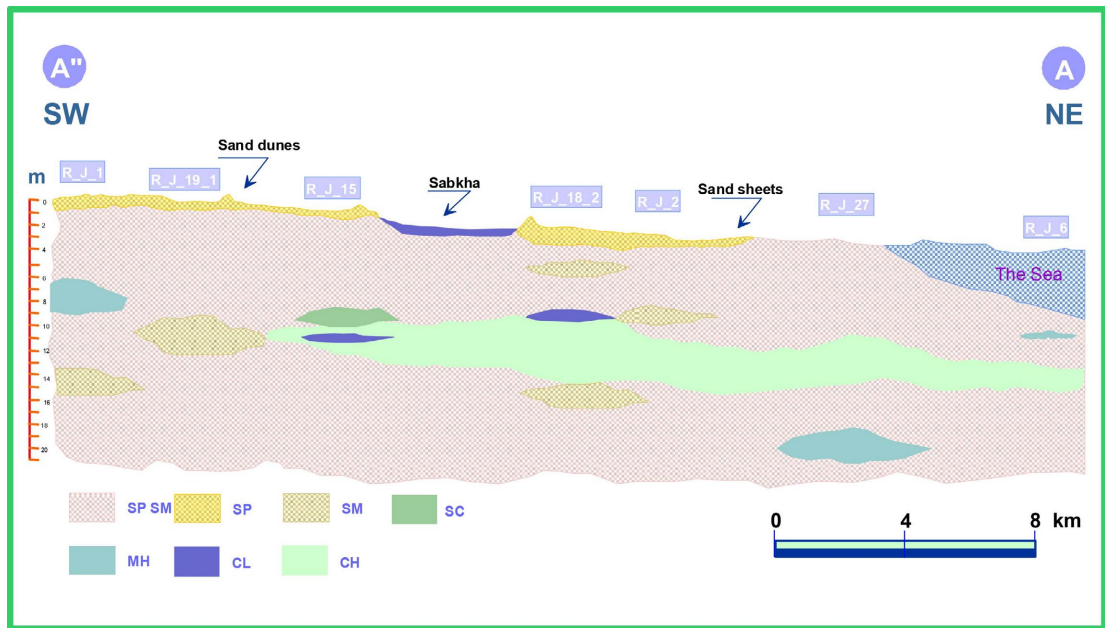 A"
A
SW
NE
Sand dunes
R_J_1
R_J_19_1
R_J_15
Sabkha
R_J_18_2
R_J_2
Sand sheets
R_J_27
R_J_6
m
0
2
4
6
8
10
12
14
16
18
20
The Sea
SP SM
SP
SM
SC
MH
CL
CH
0 4 8 km